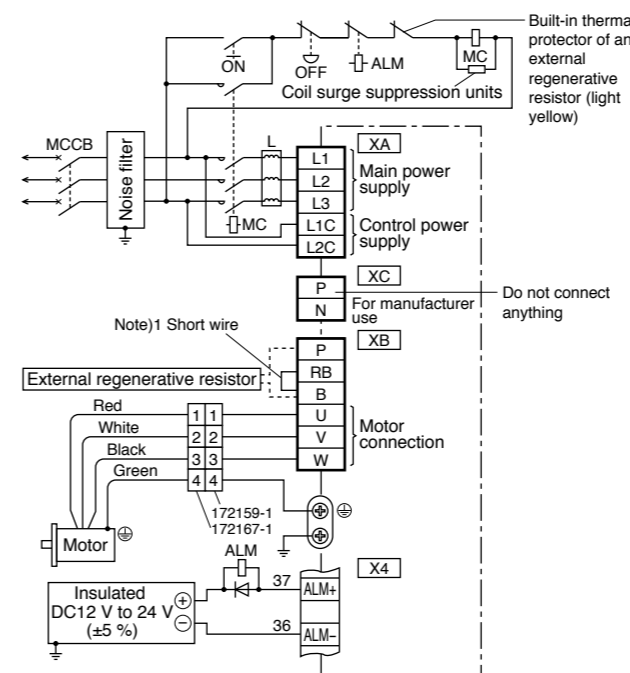 Built-in therma
protector of an
external
regenerative
resistor (light
yellow)
ON
OFF
ALM
MC
Coil surge suppression units
MCCB
Noise filter
L
MC
XA
L1
L2
L3
L1C
L2C
Main power
supply
Control power
supply
XC
P
N
For manufacturer
use
Do not connect
anything
Note)1 Short wire
XB
P
RB
B
U
V
W
External regenerative resistor
Motor
connection
Red
White
Black
Green
1 1
2 2
3 3
4 4
172159-1
172167-1
Motor
ALM
X4
Insulated
DC12 V to 24 V
(±5 %)
+
−
37
ALM+
36
ALM−